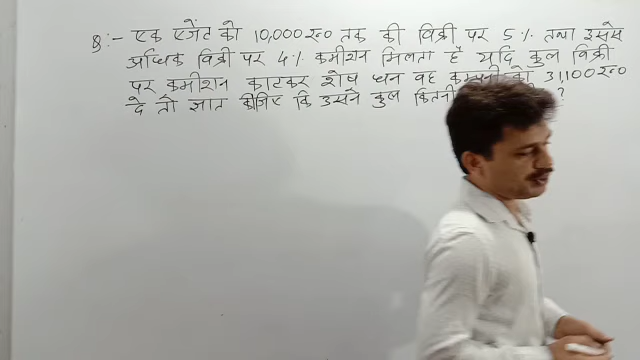 Q:- एक एजेंट को 10,000रु० तक की विक्री पर 5% तथा उससे
अधिक विक्री पर 4% कमीशन मिलता है यदि कुल विक्री
पर कमीशन काटकर शेष धन वह कम्पनी को 31,100रु०
दे तो ज्ञात कीजिए कि उसने कुल कितनी ?